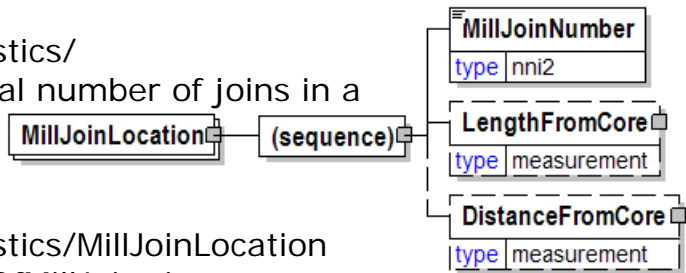 stics/
al number of joins in a
MillJoinLocation
(sequence)
MillJoinNumber
type nni2
LengthFromCore
type measurement
DistanceFromCore
type measurement
stics/MillJoinLocation